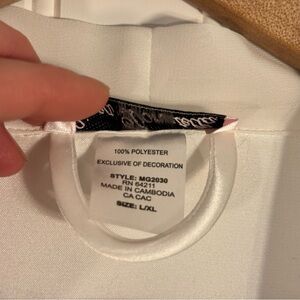 100% POLYESTER
EXCLUSIVE OF DECORATION
STYLE: MG2030
RN 64211
MADE IN CAMBODIA
CA CAC
SIZE: L/XL